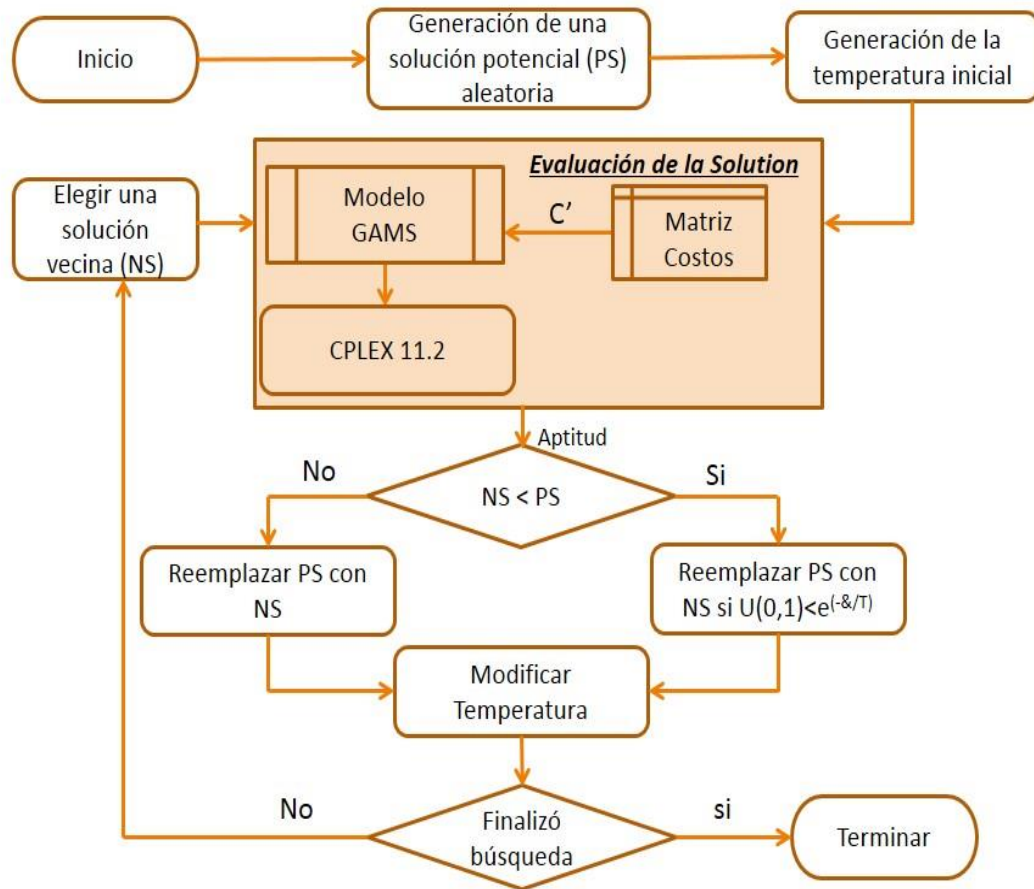 Inicio
Generación de una
solución potencial (PS)
aleatoria
Generación de la
temperatura inicial
Elegir una
solución
vecina (NS)
Evaluación de la Solution
Modelo
GAMS
C'
Matriz
Costos
CPLEX 11.2
Aptitud
No
NS < PS
Si
Reemplazar PS con
NS
Reemplazar PS con
NS si U(0,1)<e(-&/T)
Modificar
Temperatura
No
Finalizó
búsqueda
si
Terminar